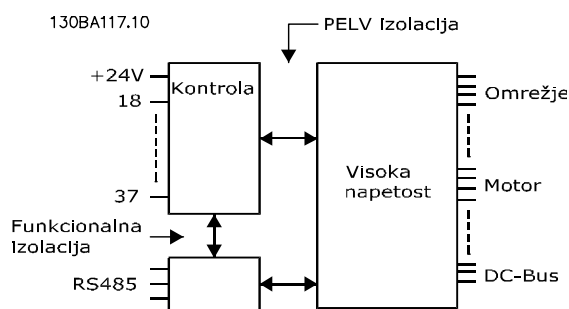 130BA117.10
PELV izolacija
+24V
18
37
Kontrola
Visoka
napetost
Omrežje
Motor
DC-Bus
Funkcionalna
izolacija
RS485